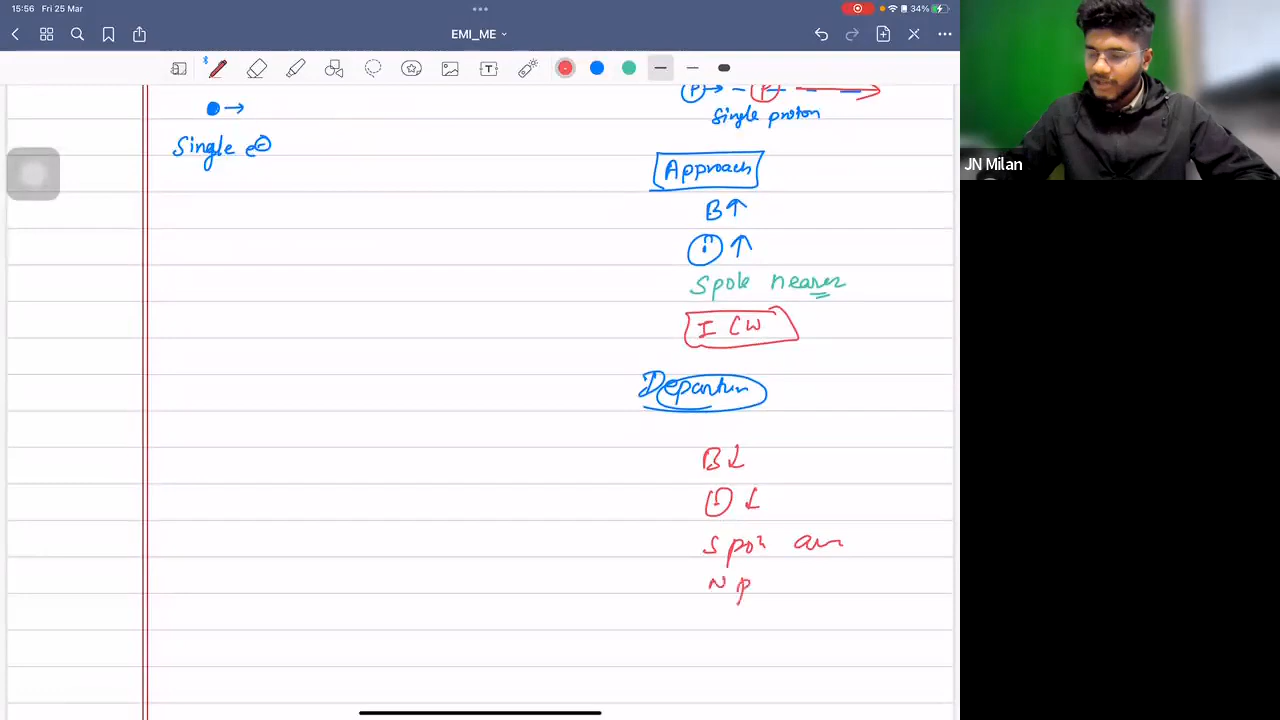 15:56 Fri 25 Mar
34%
EMI_ME
T
P P
Single proton
Single e
JN Milan
Approach
B↑
↑
Spole nearer
I CW
Departure
B↓
↓
N p